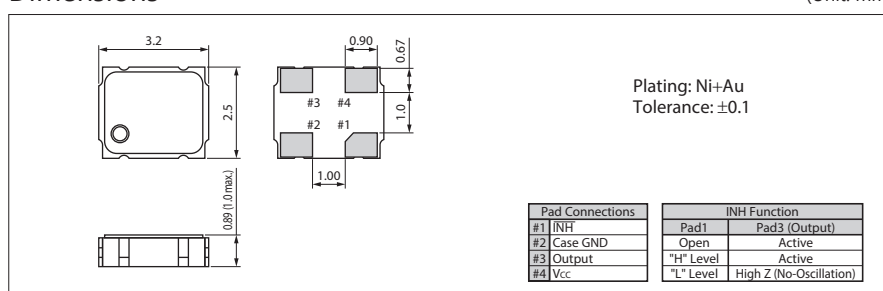 3.2
2.5
0.89 (1.0 max.)
0.90
0.67
#3 #4
1.0
#2 #1
1.00
Plating: Ni+Au
Tolerance: ±0.1
Pad Connections
#1 INH
#2 Case GND
#3 Output
#4 Vcc
INH Function
Pad1 Pad3 (Output)
Open Active
"H" Level Active
"L" Level High Z (No-Oscillation)